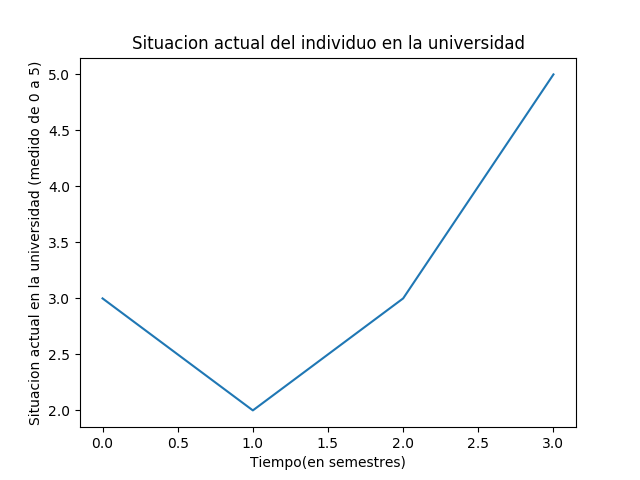 Situacion actual del individuo en la universidad
Situacion actual en la universidad (medido de 0 a 5)
5.0
4.5
4.0
3.5
3.0
2.5
2.0
0.0 0.5 1.0 1.5 2.0 2.5 3.0
Tiempo(en semestres)